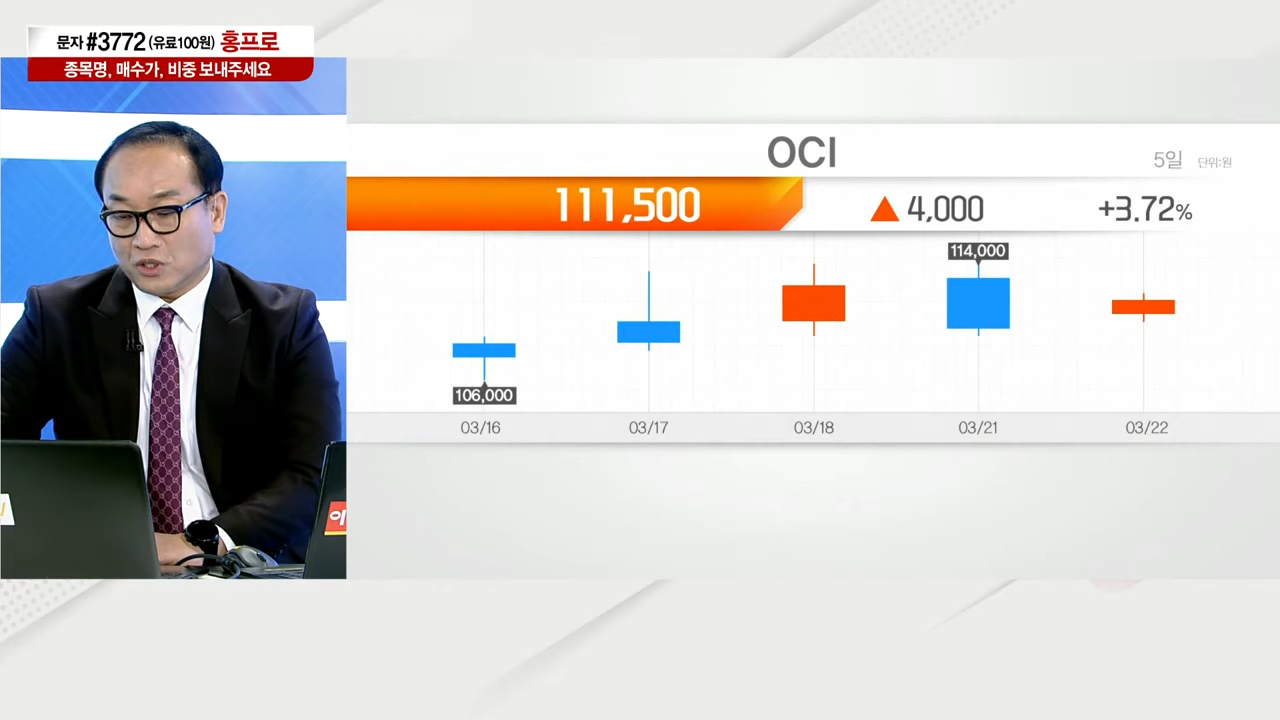 문자 #3772 (유료100원) 홍프로
종목명, 매수가, 비중 보내주세요
OCI
5일 단위:원
111,500 ▲ 4,000 +3.72%
114,000
106,000
03/16 03/17 03/18 03/21 03/22
이